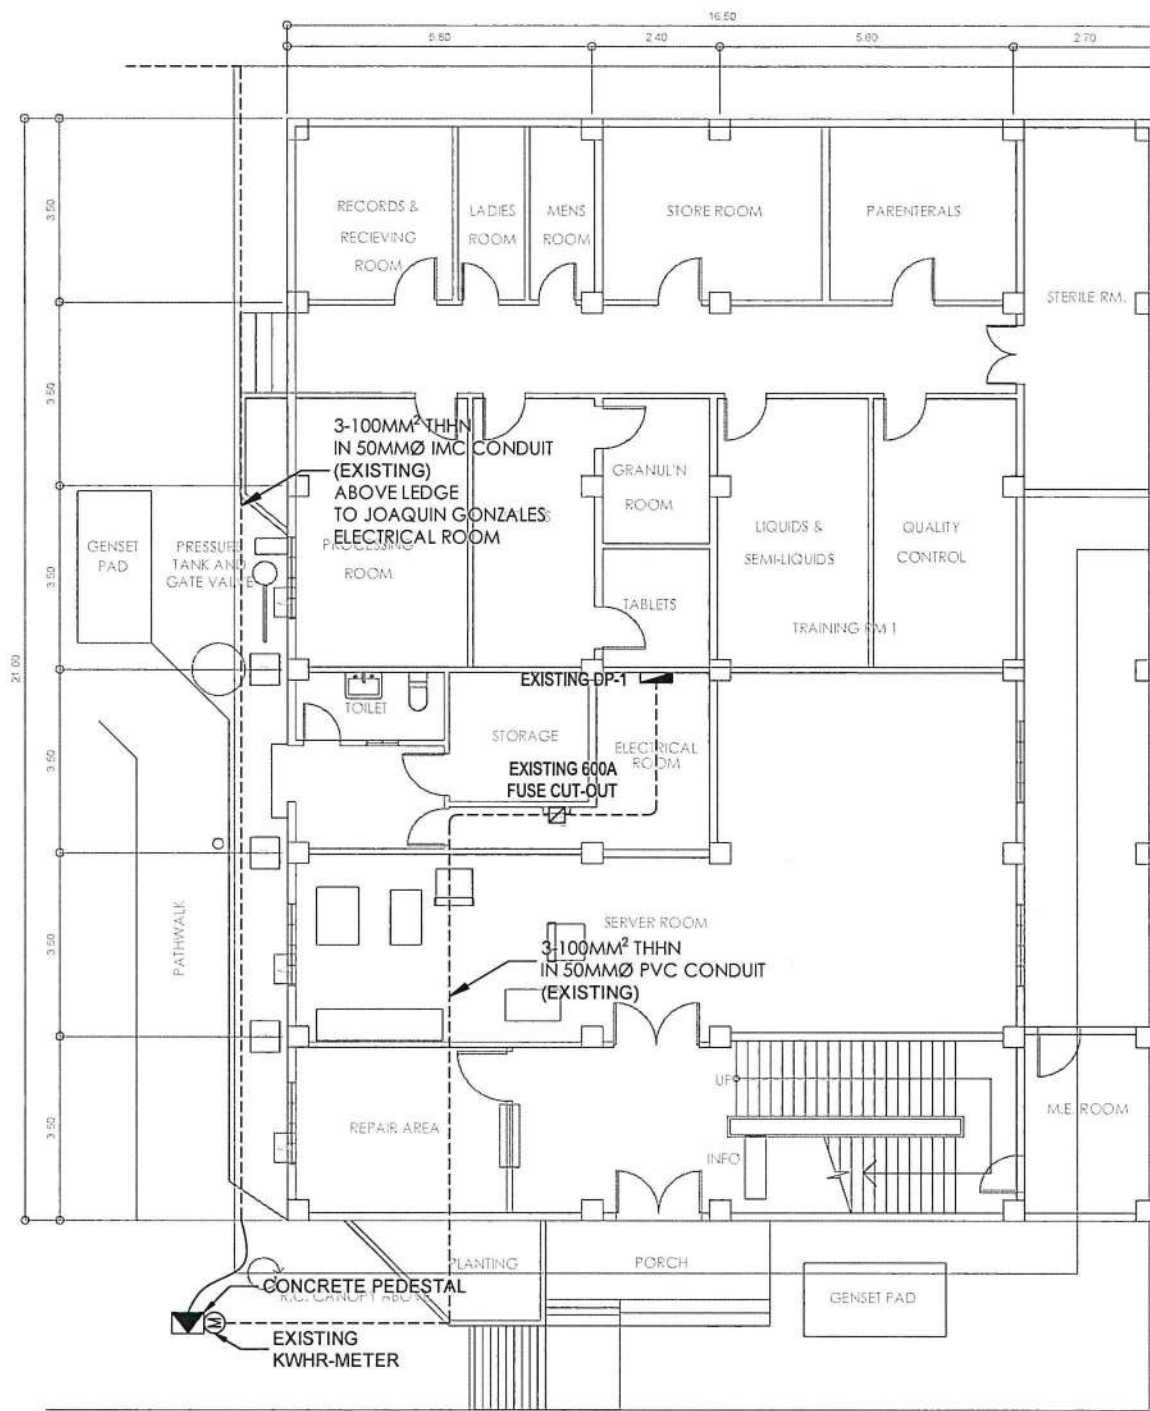 16.50
5.60
2.40
5.60
2.70
3.50
3.50
3.50
3.50
3.50
3.50
21.00
RECORDS &
RECIEVING
ROOM
LADIES
ROOM
MENS
ROOM
STORE ROOM
PARENTERALS
STERILE RM.
3-100MM² THHN
IN 50MMØ IMC CONDUIT
(EXISTING)
ABOVE LEDGE
TO JOAQUIN GONZALES
ELECTRICAL ROOM
GENSET
PAD
PRESSURE
TANK AND
GATE VALVE
PROCESSING
ROOM
GRANUL'N
ROOM
LIQUIDS &
SEMI-LIQUIDS
QUALITY
CONTROL
TABLETS
TRAINING RM 1
EXISTING DP-1
TOILET
STORAGE
ELECTRICAL
ROOM
EXISTING 600A
FUSE CUT-OUT
PATHWALK
SERVER ROOM
3-100MM² THHN
IN 50MMØ PVC CONDUIT
(EXISTING)
UP
M.E. ROOM
REPAIR AREA
INFO
PLANTING
PORCH
CONCRETE PEDESTAL
R.C. CANOPY ABOVE
GENSET PAD
M
EXISTING
KWHR-METER